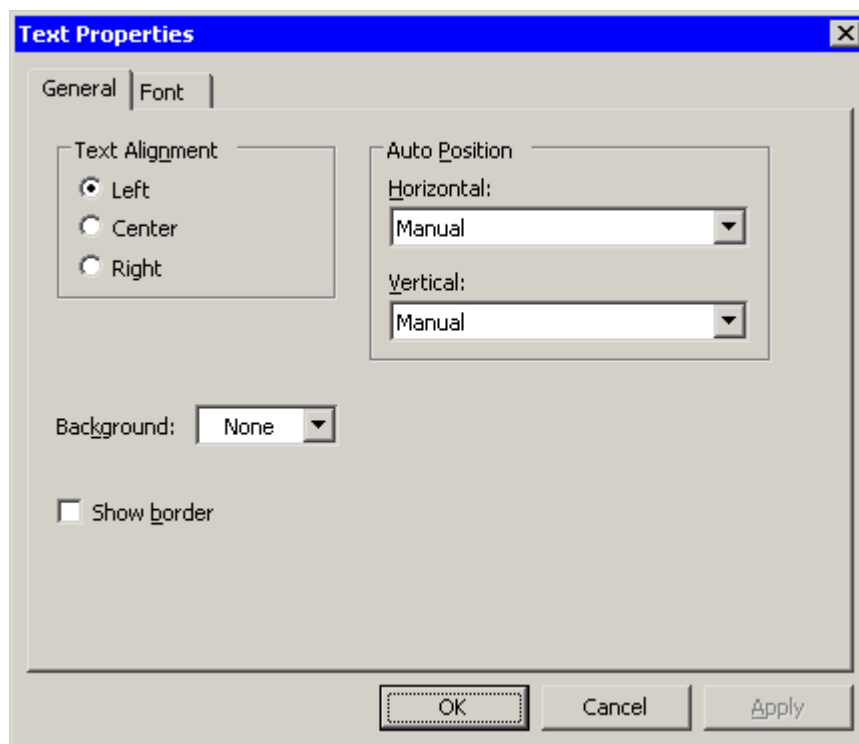 Text Properties
General Font
Text Alignment
Left
Center
Right
Auto Position
Horizontal:
Manual
Vertical:
Manual
Background: None
Show border
OK Cancel Apply